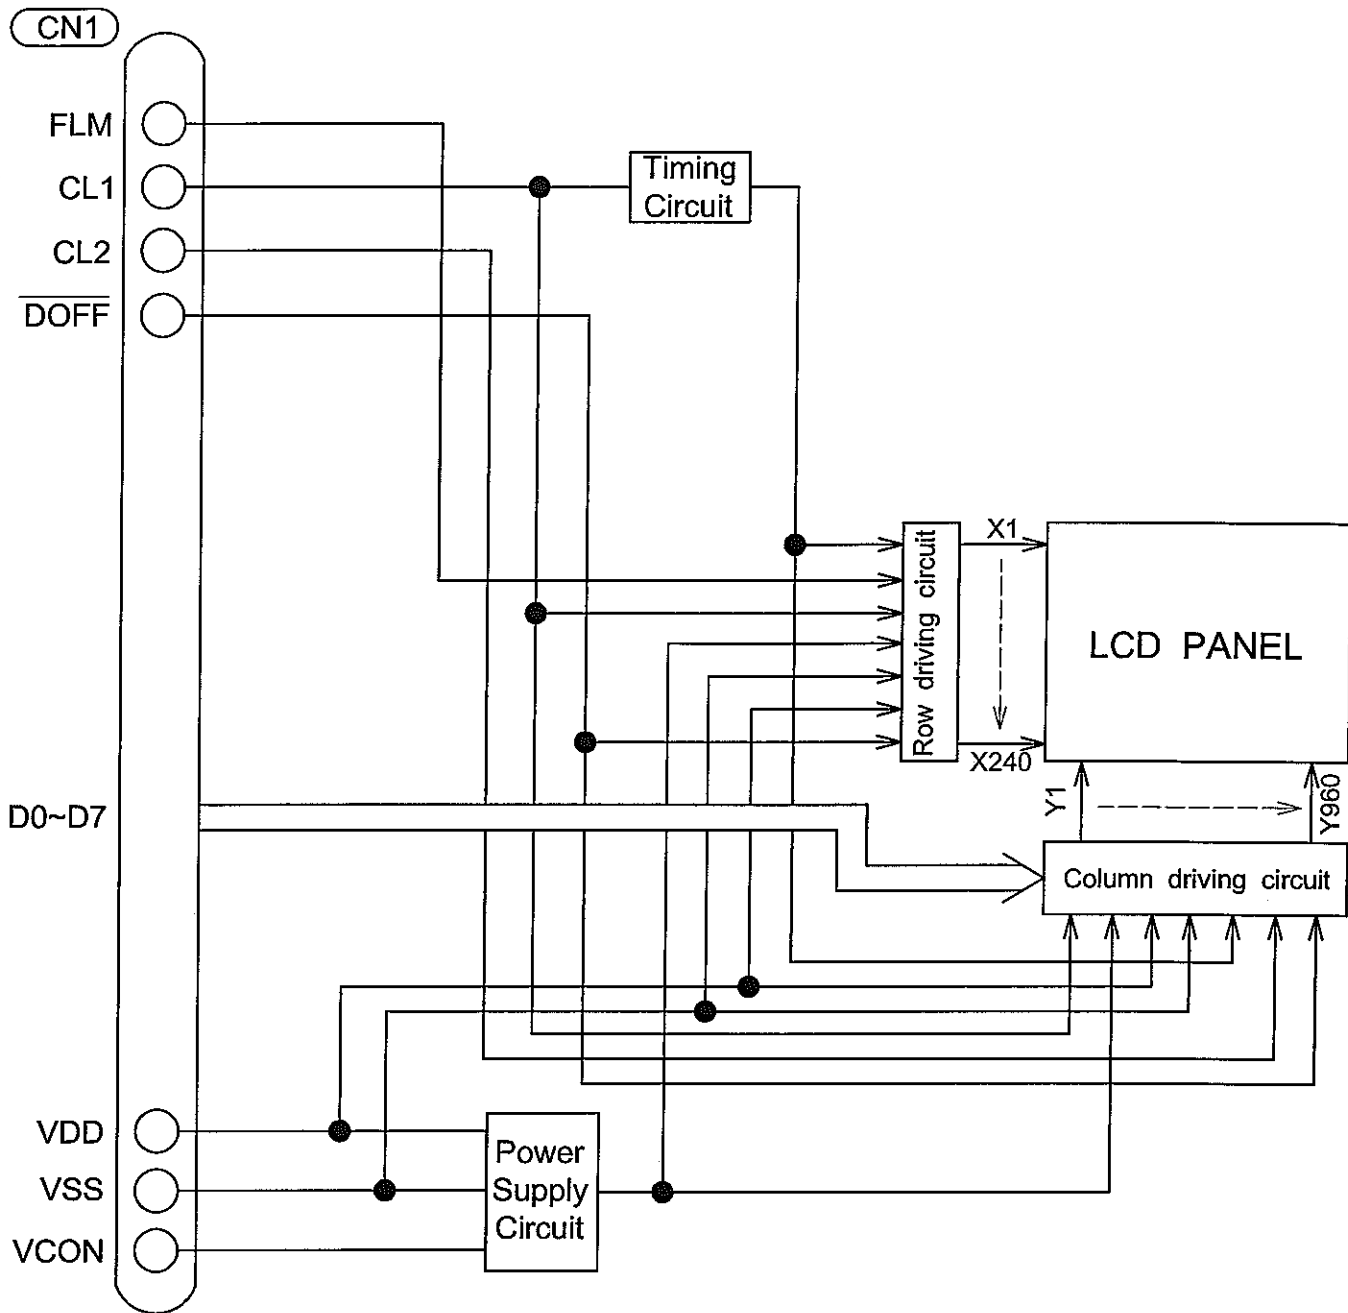 CN1
FLM
CL1
CL2
DOFF
D0~D7
VDD
VSS
VCON
Timing
Circuit
Power
Supply
Circuit
Row driving circuit
X1
X240
LCD PANEL
Y1
Y960
Column driving circuit